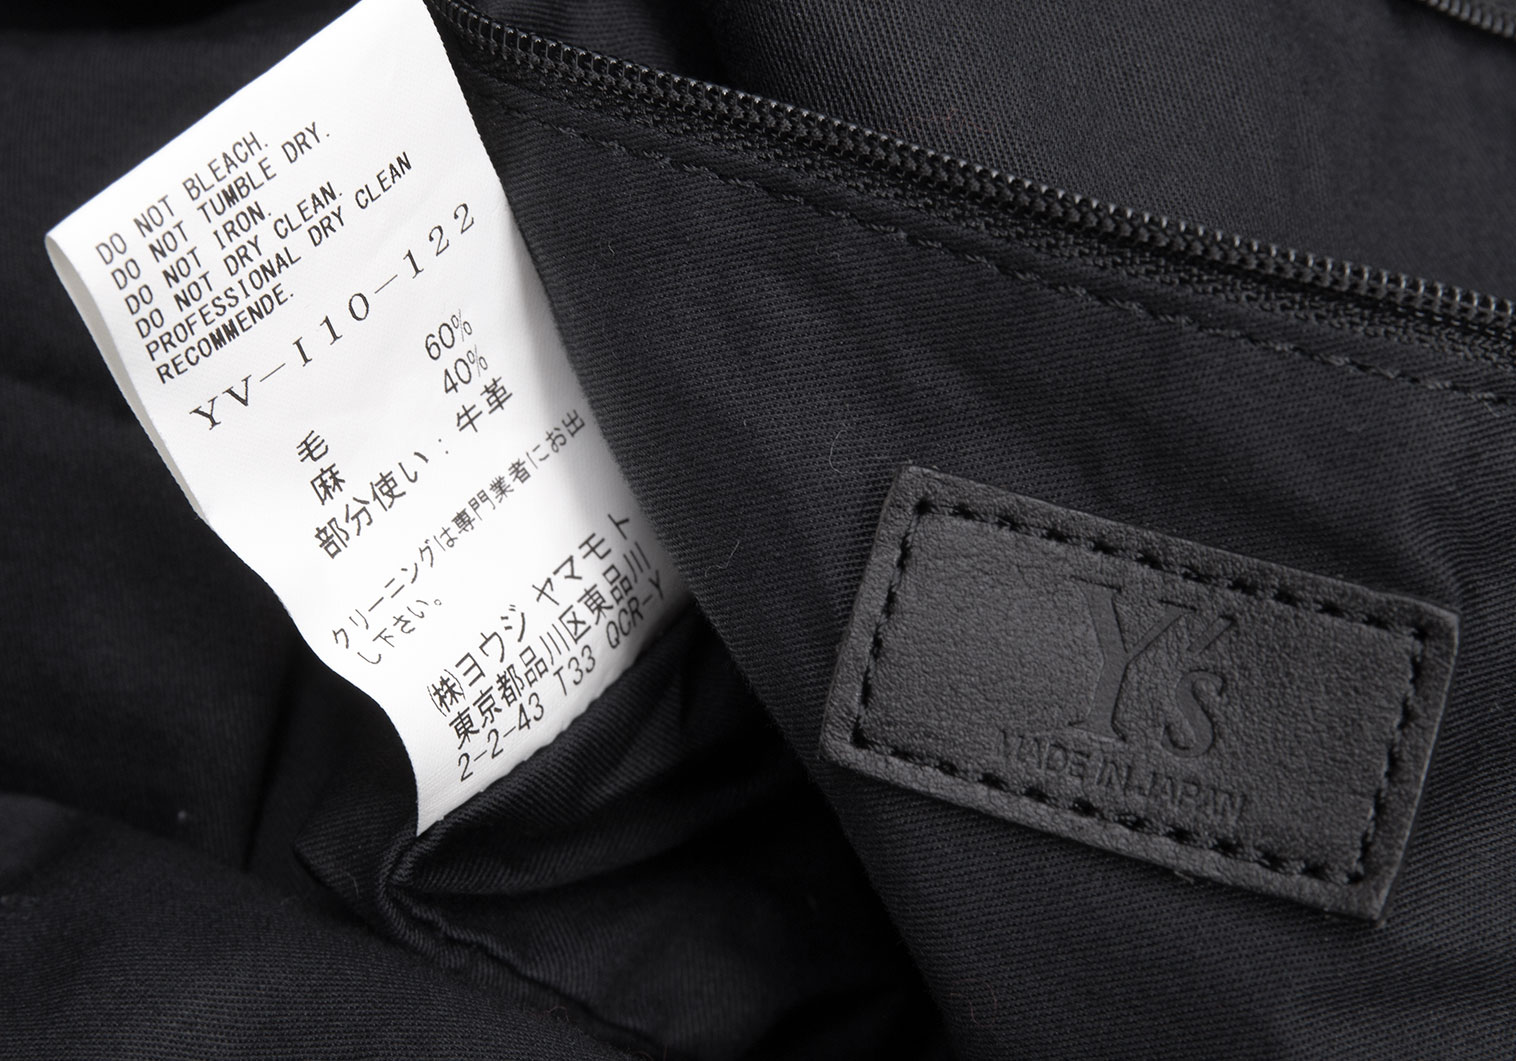 DO NOT BLEACH.
DO NOT TUMBLE DRY.
DO NOT IRON.
DO NOT DRY CLEAN.
PROFESSIONAL DRY CLEAN
RECOMMENDE.
YV-I10-122
毛 60%
麻 40%
部分使い: 牛革
クリーニングは専門業者にお出
し下さい。
(株)ヨウジ ヤマモト
東京都品川区東品川
2-2-43 T33 QCR-Y
Y's
MADE IN JAPAN